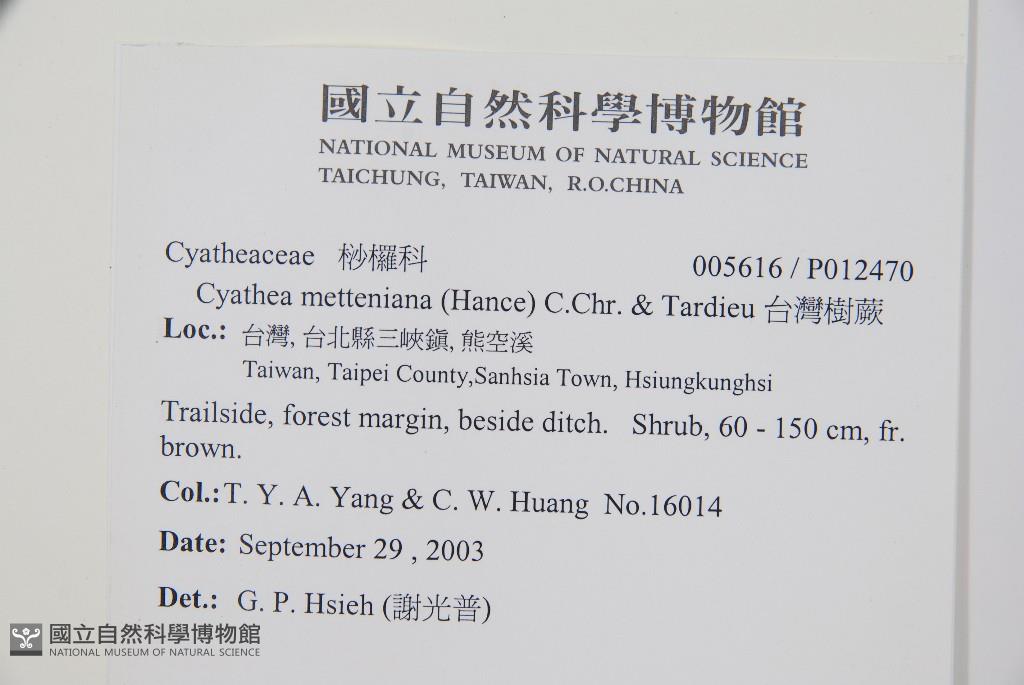 國立自然科學博物館
NATIONAL MUSEUM OF NATURAL SCIENCE
TAICHUNG, TAIWAN, R.O.CHINA
Cyatheaceae 桫欏科 005616 / P012470
Cyathea metteniana (Hance) C.Chr. & Tardieu 台灣樹蕨
Loc.: 台灣, 台北縣三峽鎮, 熊空溪
Taiwan, Taipei County,Sanhsia Town, Hsiungkunghsi
Trailside, forest margin, beside ditch. Shrub, 60 - 150 cm, fr.
brown.
Col.: T. Y. A. Yang & C. W. Huang No.16014
Date: September 29 , 2003
Det.: G. P. Hsieh (謝光普)
國立自然科學博物館
NATIONAL MUSEUM OF NATURAL SCIENCE